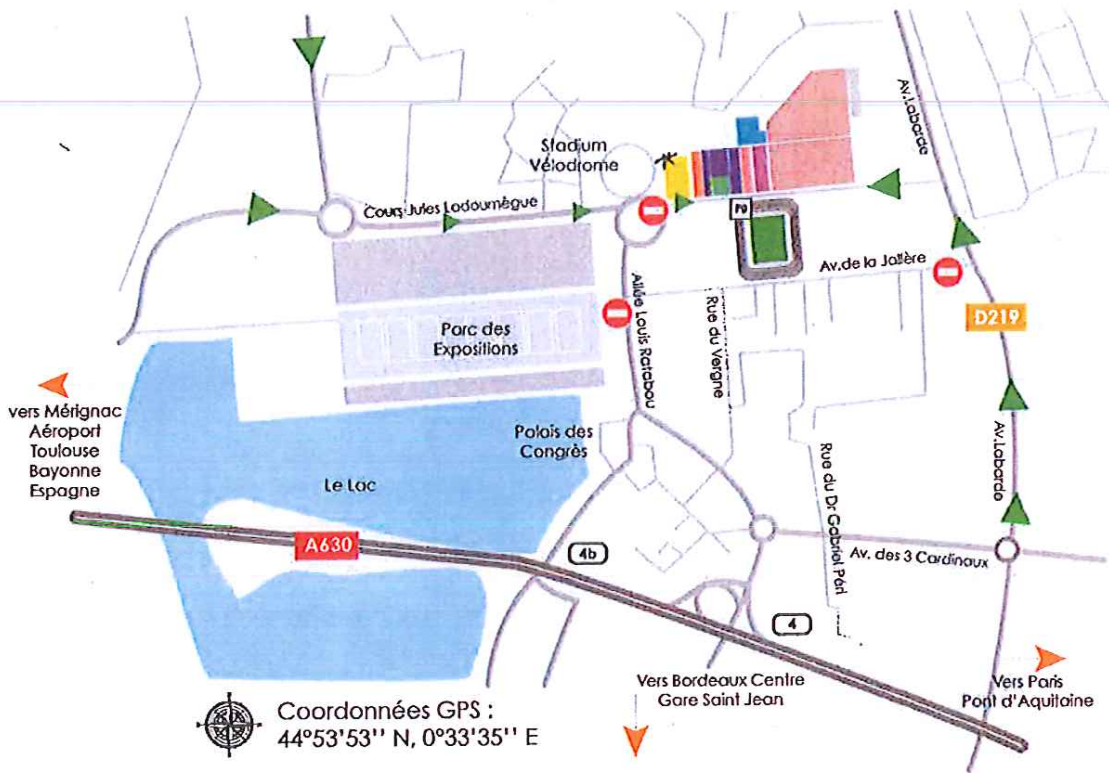 Stadium
Vélodrome
Av.Labarde
Cours Jules Ladoumègue
P9
Av.de la Jallère
D219
Allée Louis Ratabou
Rue du Vergne
Parc des
Expositions
vers Mérignac
Aéroport
Toulouse
Bayonne
Espagne
Palais des
Congrès
Av.Labarde
Le Lac
Rue du Dr Gabriel Péri
A630
4b
Av. des 3 Cardinaux
4
Vers Bordeaux Centre
Gare Saint Jean
Vers Paris
Pont d'Aquitaine
Coordonnées GPS :
44°53'53'' N, 0°33'35'' E